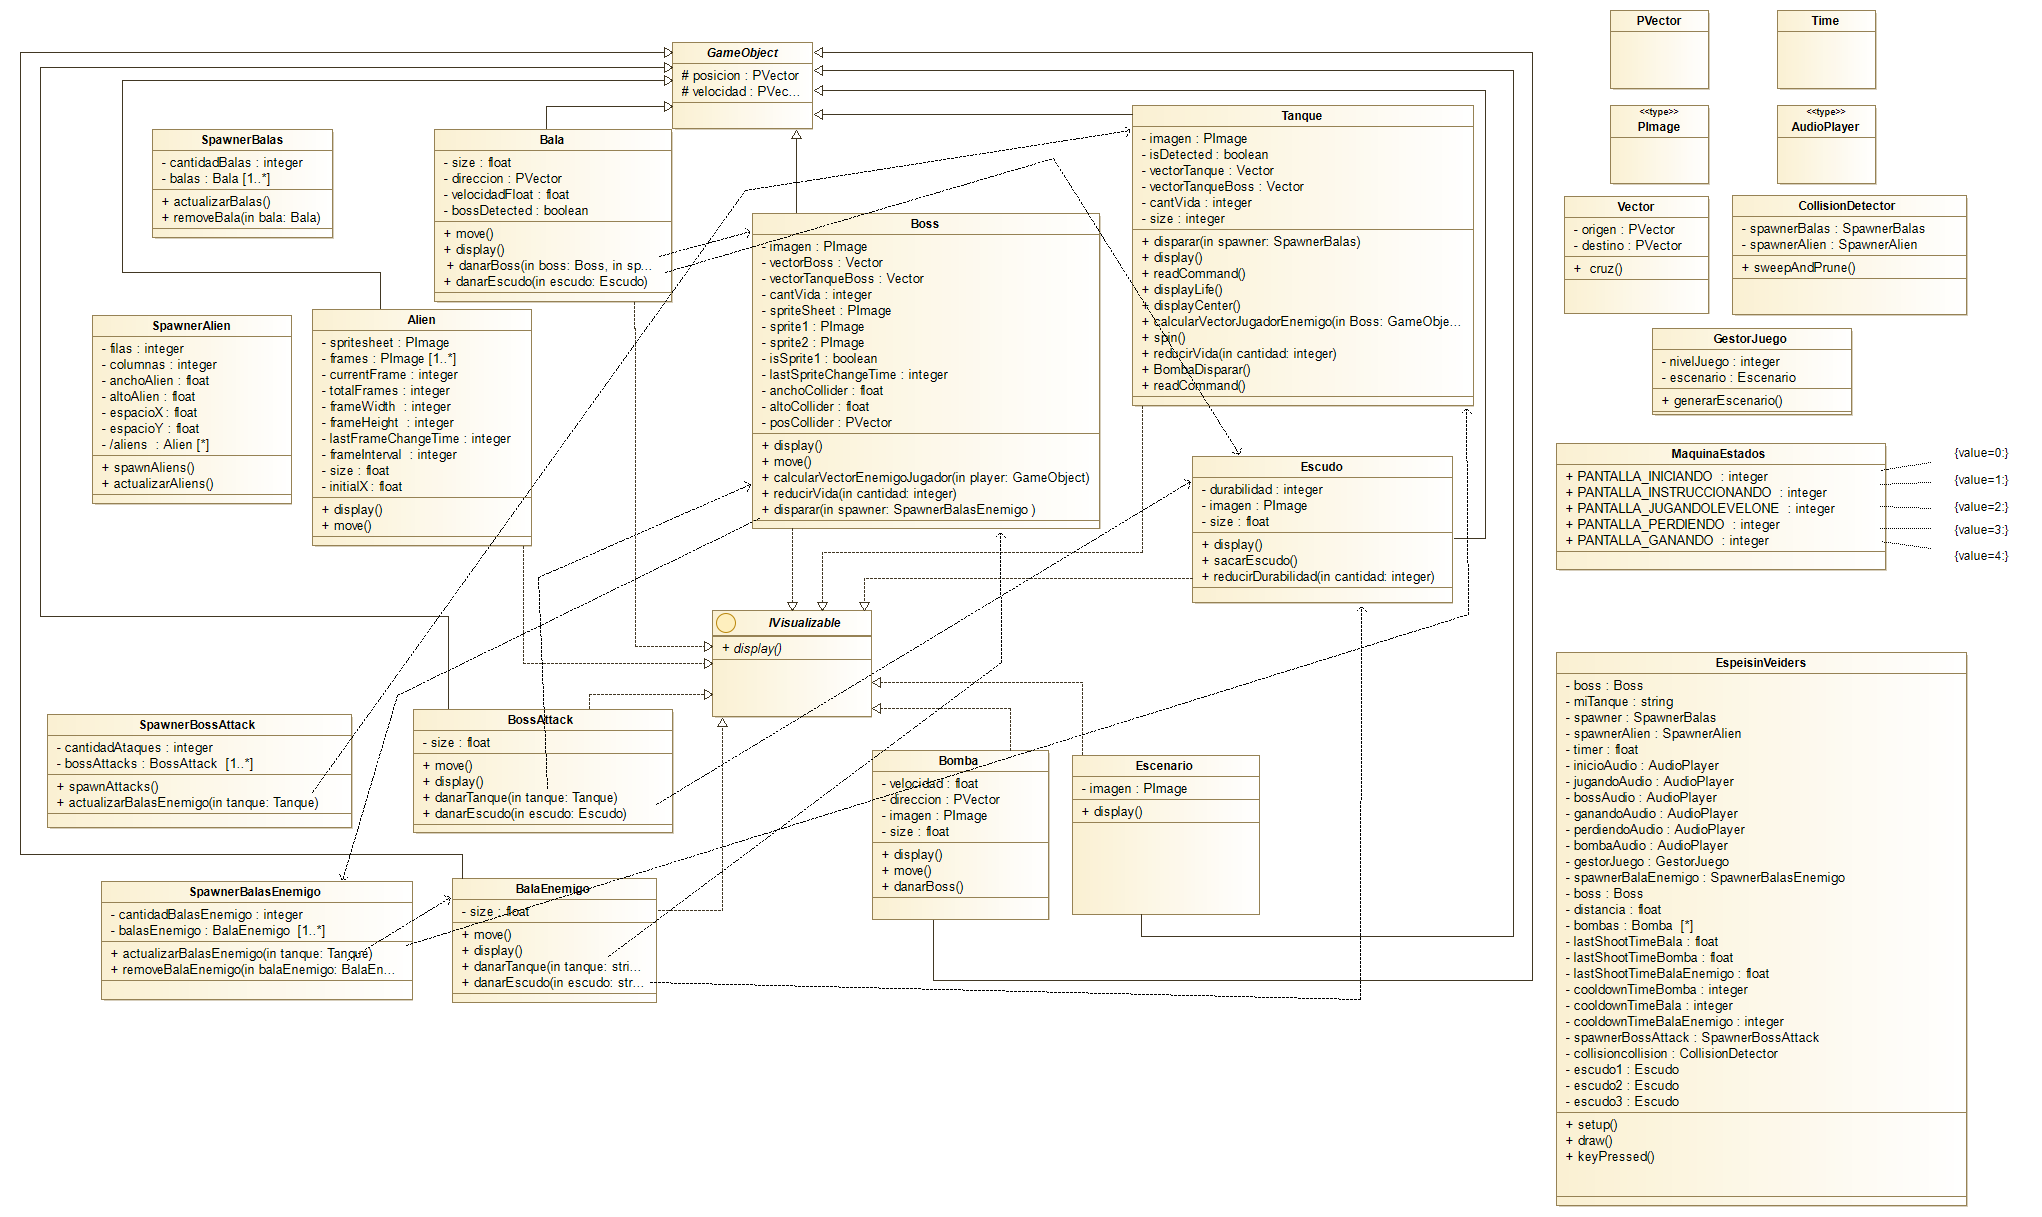 GameObject
# posicion : PVector
# velocidad : PVec...
PVector
Time
<<type>>
PImage
<<type>>
AudioPlayer
SpawnerBalas
- cantidadBalas : integer
- balas : Bala [1..*]
+ actualizarBalas()
+ removeBala(in bala: Bala)
Bala
- size : float
- direccion : PVector
- velocidadFloat : float
- bossDetected : boolean
+ move()
+ display()
+ danarBoss(in boss: Boss, in sp...
+ danarEscudo(in escudo: Escudo)
Tanque
- imagen : PImage
- isDetected : boolean
- vectorTanque : Vector
- vectorTanqueBoss : Vector
- cantVida : integer
- size : integer
+ disparar(in spawner: SpawnerBalas)
+ display()
+ readCommand()
+ displayLife()
+ displayCenter()
+ calcularVectorJugadorEnemigo(in Boss: GameObje...
+ spin()
+ reducirVida(in cantidad: integer)
+ BombaDisparar()
+ readCommand()
Vector
- origen : PVector
- destino : PVector
+ cruz()
CollisionDetector
- spawnerBalas : SpawnerBalas
- spawnerAlien : SpawnerAlien
+ sweepAndPrune()
Boss
- imagen : PImage
- vectorBoss : Vector
- vectorTanqueBoss : Vector
- cantVida : integer
- spriteSheet : PImage
- sprite1 : PImage
- sprite2 : PImage
- isSprite1 : boolean
- lastSpriteChangeTime : integer
- anchoCollider : float
- altoCollider : float
- posCollider : PVector
+ display()
+ move()
+ calcularVectorEnemigoJugador(in player: GameObject)
+ reducirVida(in cantidad: integer)
+ disparar(in spawner: SpawnerBalasEnemigo )
SpawnerAlien
- filas : integer
- columnas : integer
- anchoAlien : float
- altoAlien : float
- espacioX : float
- espacioY : float
- /aliens : Alien [*]
+ spawnAliens()
+ actualizarAliens()
Alien
- spritesheet : PImage
- frames : PImage [1..*]
- currentFrame : integer
- totalFrames : integer
- frameWidth : integer
- frameHeight : integer
- lastFrameChangeTime : integer
- frameInterval : integer
- size : float
- initialX : float
+ display()
+ move()
GestorJuego
- nivelJuego : integer
- escenario : Escenario
+ generarEscenario()
MaquinaEstados
+ PANTALLA_INICIANDO : integer
+ PANTALLA_INSTRUCCIONANDO : integer
+ PANTALLA_JUGANDOLEVELONE : integer
+ PANTALLA_PERDIENDO : integer
+ PANTALLA_GANANDO : integer
{value=0:}
{value=1:}
{value=2:}
{value=3:}
{value=4:}
Escudo
- durabilidad : integer
- imagen : PImage
- size : float
+ display()
+ sacarEscudo()
+ reducirDurabilidad(in cantidad: integer)
IVisualizable
+ display()
EspeisinVeiders
- boss : Boss
- miTanque : string
- spawner : SpawnerBalas
- spawnerAlien : SpawnerAlien
- timer : float
- inicioAudio : AudioPlayer
- jugandoAudio : AudioPlayer
- bossAudio : AudioPlayer
- ganandoAudio : AudioPlayer
- perdiendoAudio : AudioPlayer
- bombaAudio : AudioPlayer
- gestorJuego : GestorJuego
- spawnerBalaEnemigo : SpawnerBalasEnemigo
- boss : Boss
- distancia : float
- bombas : Bomba [*]
- lastShootTimeBala : float
- lastShootTimeBomba : float
- lastShootTimeBalaEnemigo : float
- cooldownTimeBomba : integer
- cooldownTimeBala : integer
- cooldownTimeBalaEnemigo : integer
- spawnerBossAttack : SpawnerBossAttack
- collisioncollision : CollisionDetector
- escudo1 : Escudo
- escudo2 : Escudo
- escudo3 : Escudo
+ setup()
+ draw()
+ keyPressed()
SpawnerBossAttack
- cantidadAtaques : integer
- bossAttacks : BossAttack [1..*]
+ spawnAttacks()
+ actualizarBalasEnemigo(in tanque: Tanque)
BossAttack
- size : float
+ move()
+ display()
+ danarTanque(in tanque: Tanque)
+ danarEscudo(in escudo: Escudo)
Bomba
- velocidad : float
- direccion : PVector
- imagen : PImage
- size : float
+ display()
+ move()
+ danarBoss()
Escenario
- imagen : PImage
+ display()
SpawnerBalasEnemigo
- cantidadBalasEnemigo : integer
- balasEnemigo : BalaEnemigo [1..*]
+ actualizarBalasEnemigo(in tanque: Tanque)
+ removeBalaEnemigo(in balaEnemigo: BalaEn...
BalaEnemigo
- size : float
+ move()
+ display()
+ danarTanque(in tanque: stri...
+ danarEscudo(in escudo: str...